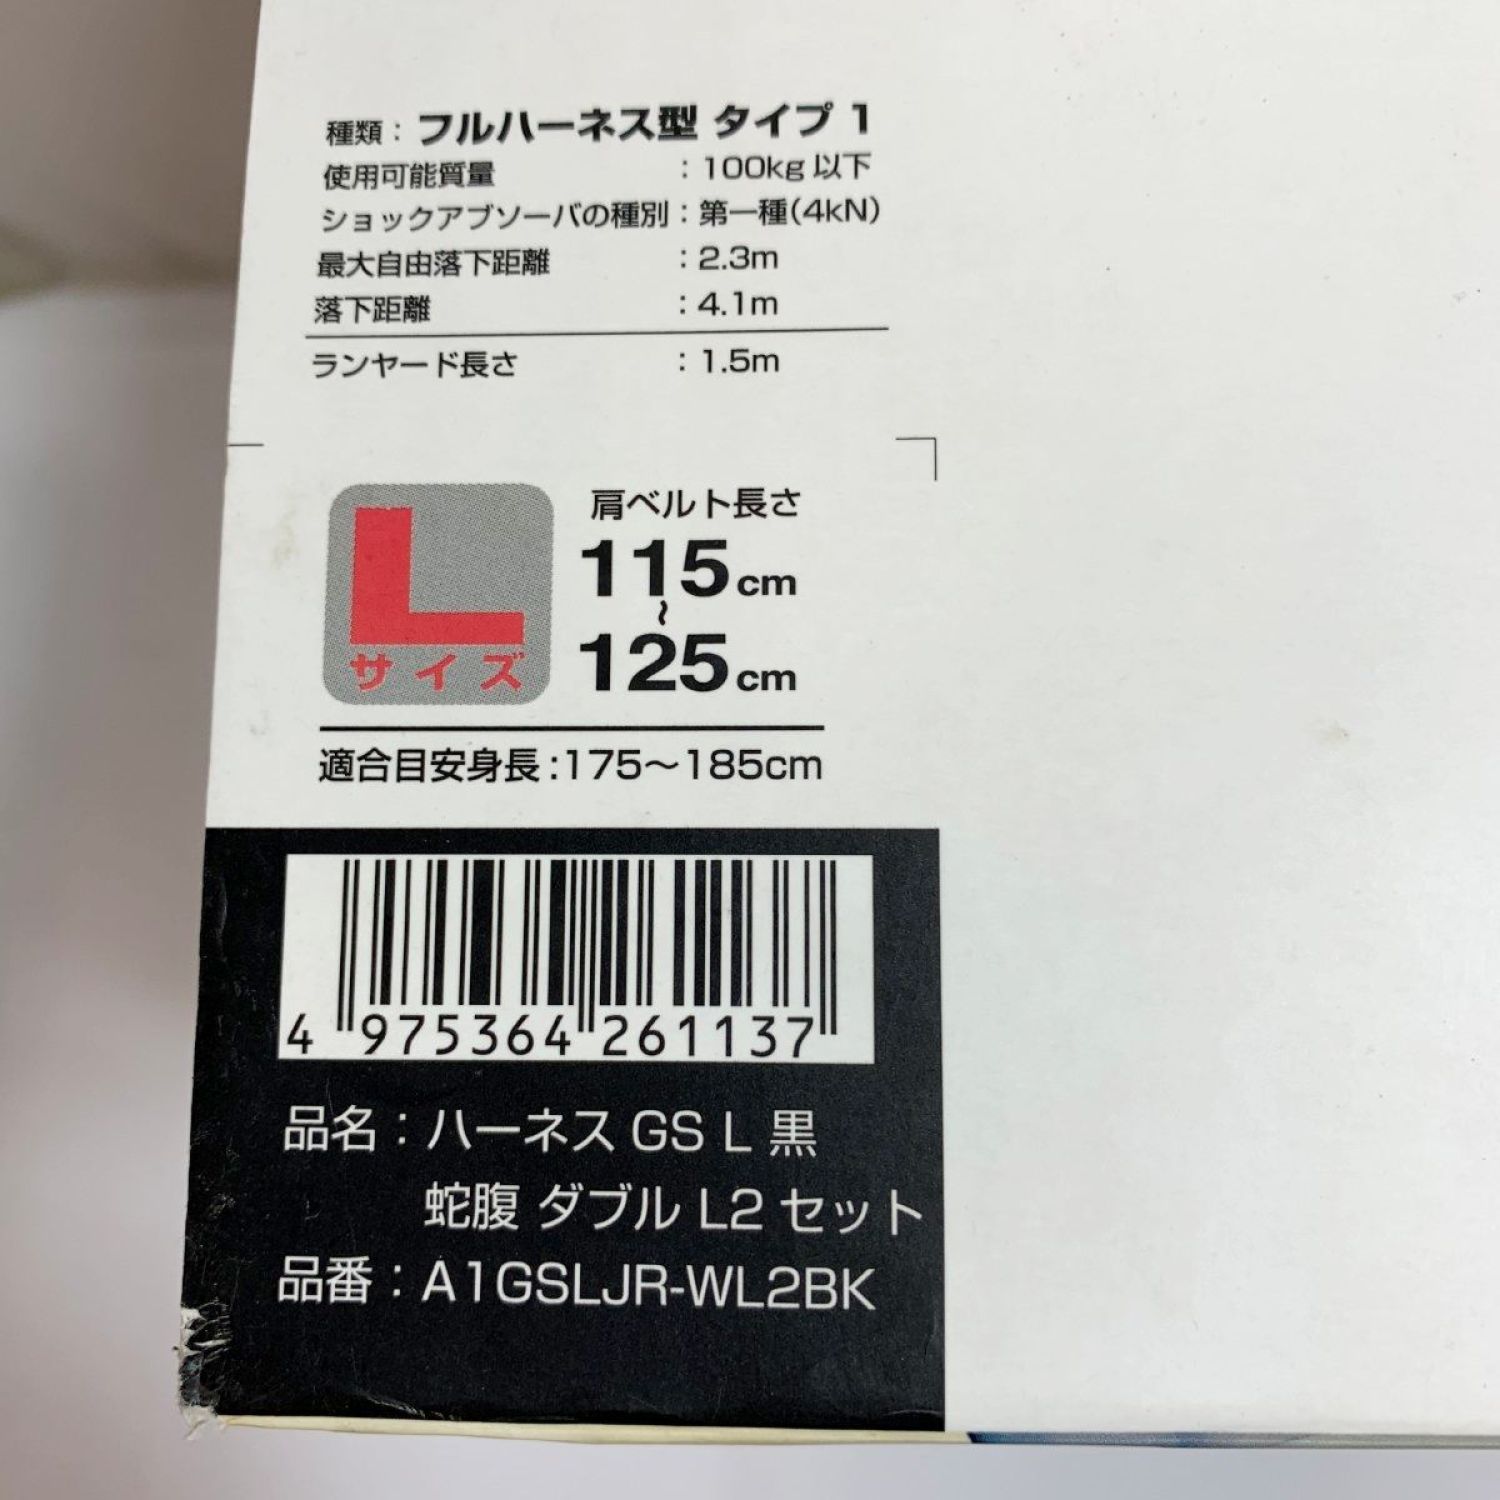 種類：フルハーネス型 タイプ 1
使用可能質量：100kg 以下
ショックアブソーバの種別：第一種(4kN)
最大自由落下距離：2.3m
落下距離：4.1m
ランヤード長さ：1.5m
L
サイズ
肩ベルト長さ
115cm
〜
125cm
適合目安身長:175〜185cm
4 975364 261137
品名：ハーネス GS L 黒
蛇腹 ダブル L2 セット
品番：A1GSLJR-WL2BK